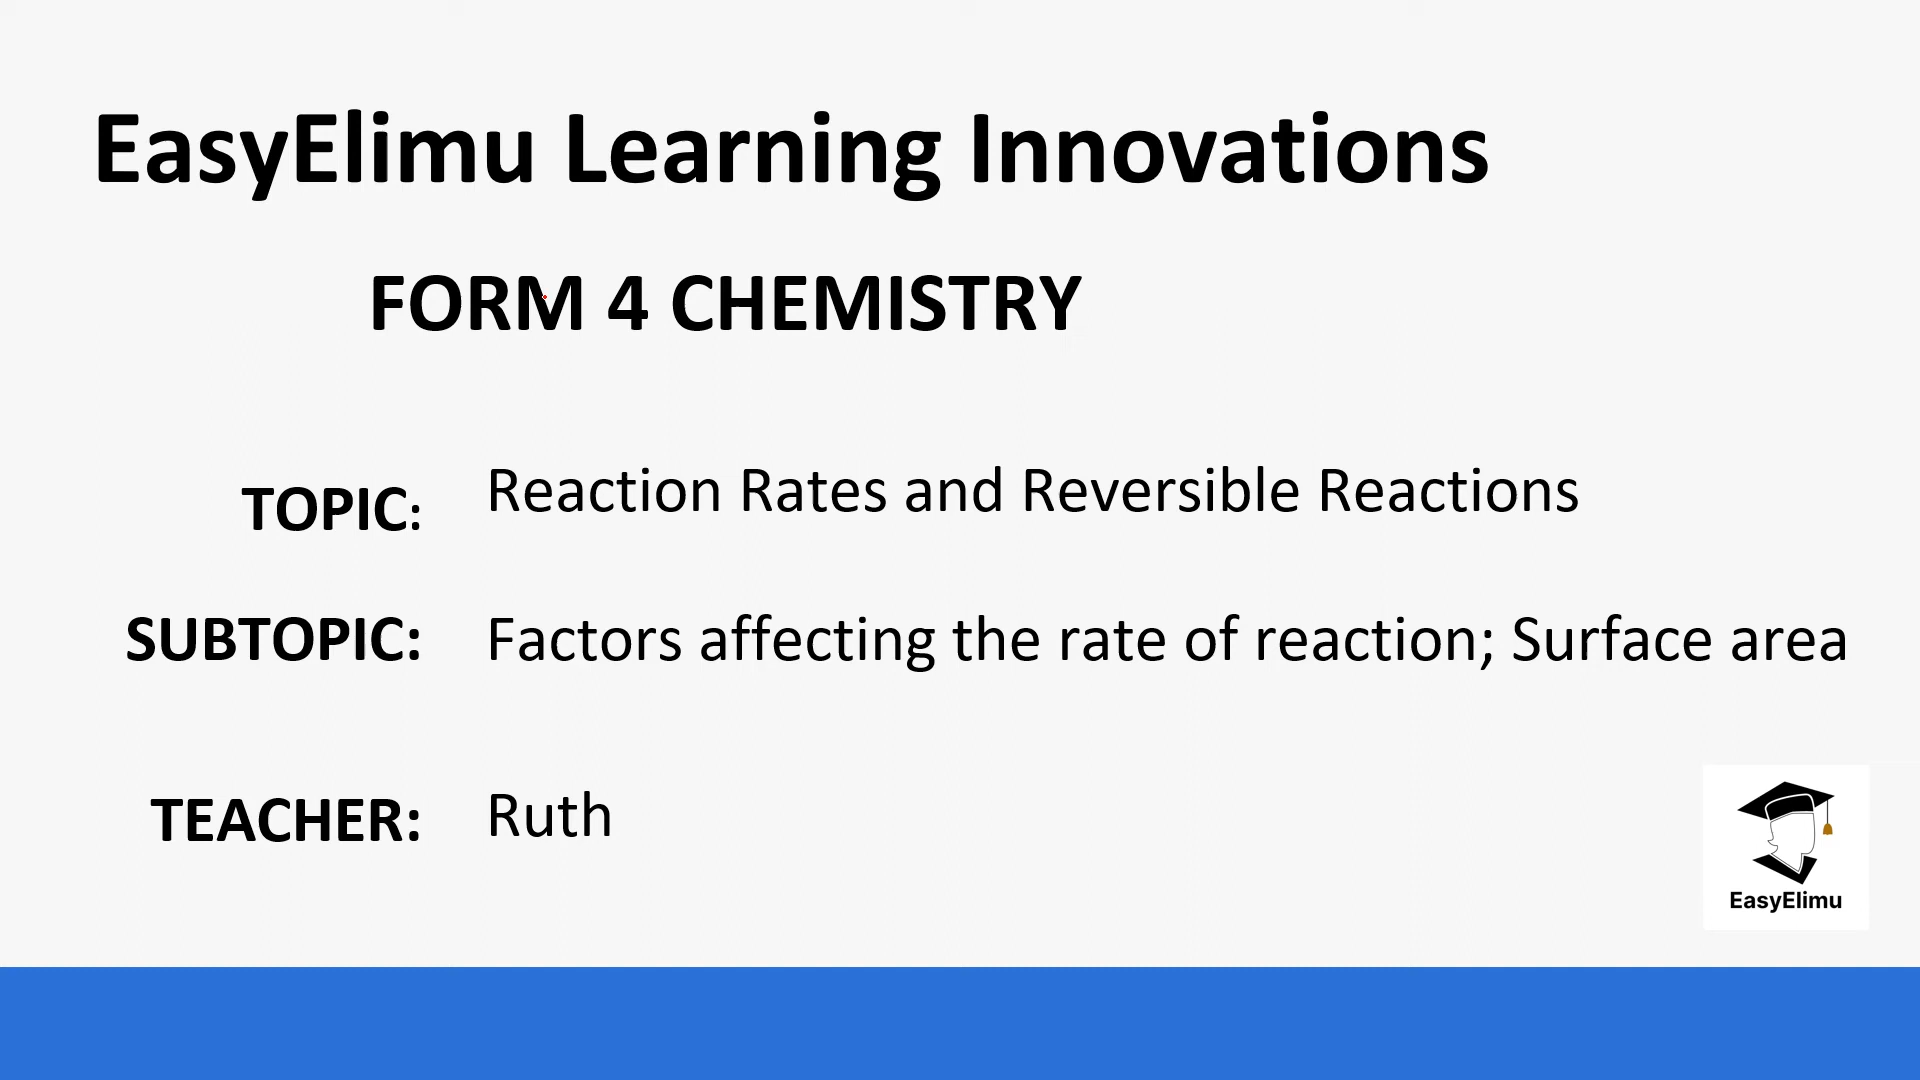 EasyElimu Learning Innovations
FORM 4 CHEMISTRY
TOPIC: Reaction Rates and Reversible Reactions
SUBTOPIC: Factors affecting the rate of reaction; Surface area
TEACHER: Ruth
EasyElimu